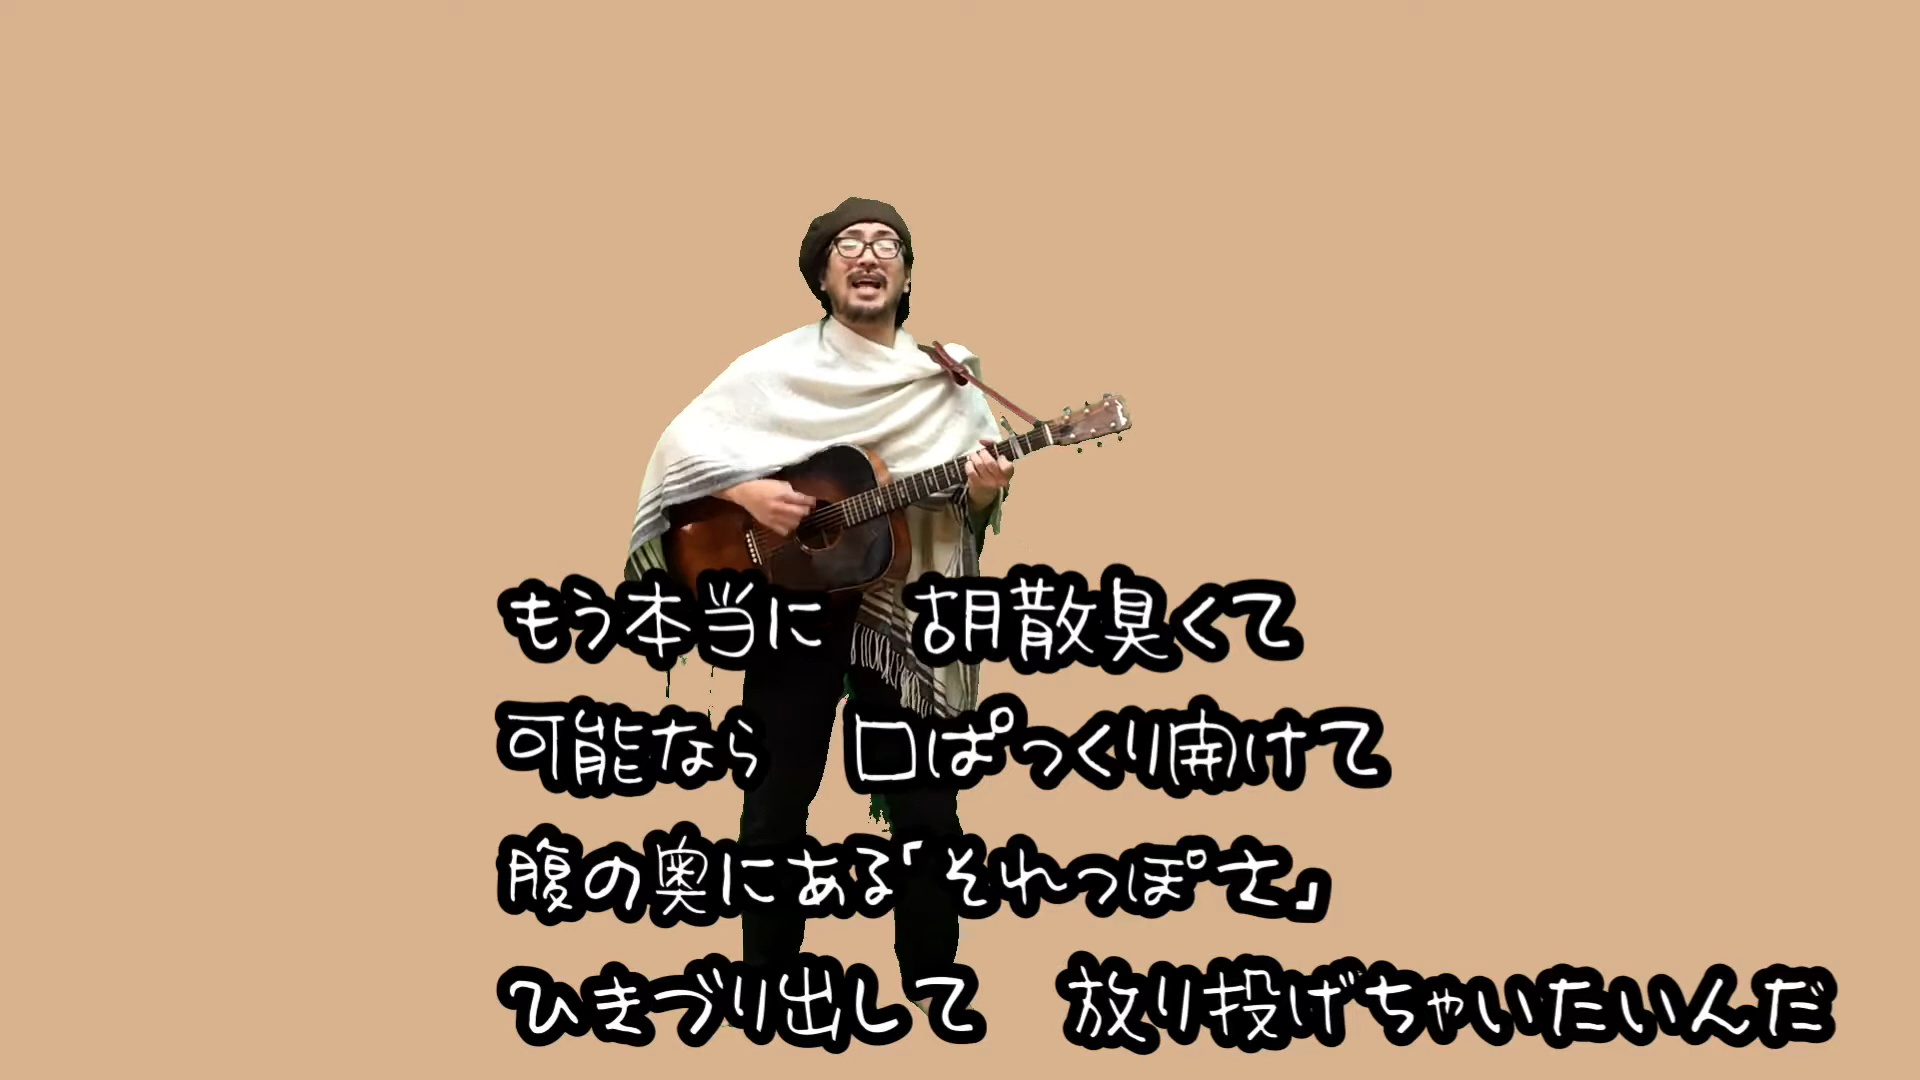 もう本当に　胡散臭くて
可能なら　口ぱっくり開けて
腹の奥にある「それっぽさ」
ひきづり出して　放り投げちゃいたいんだ